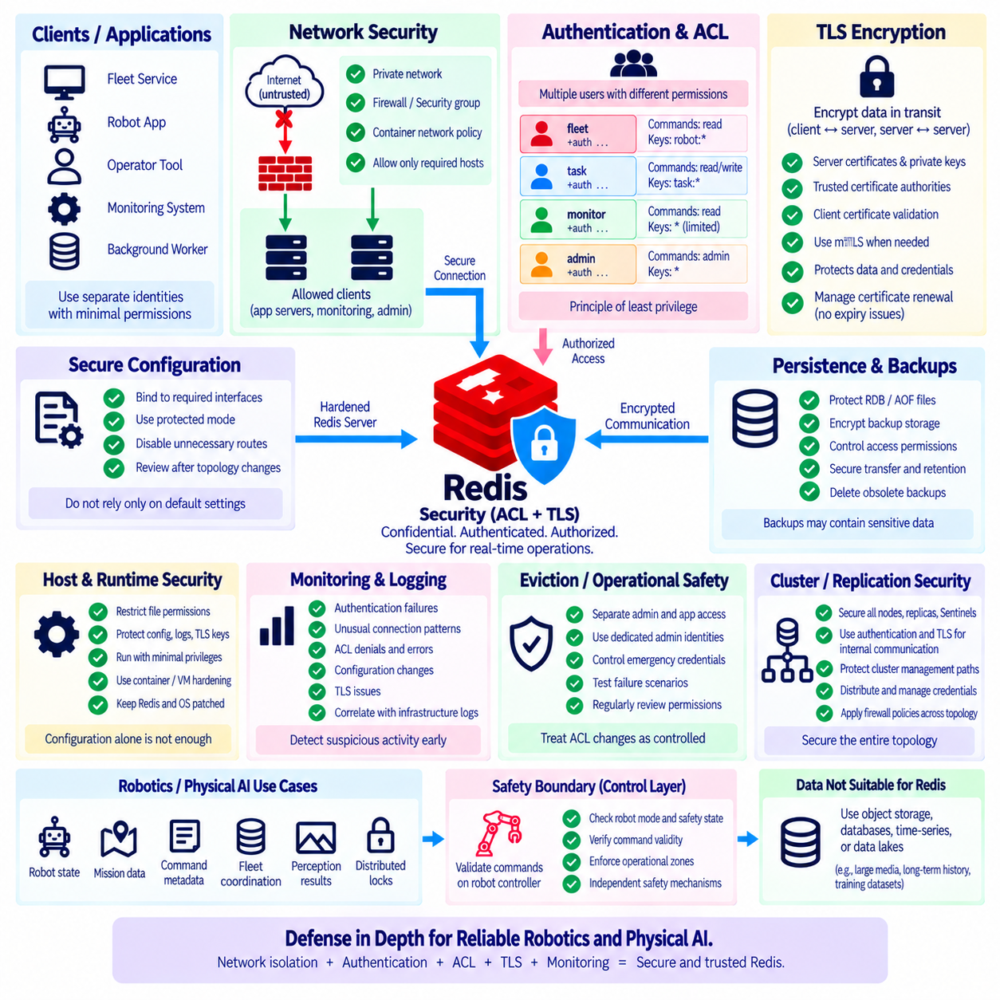 Clients / Applications
Fleet Service
Robot App
Operator Tool
Monitoring System
Background Worker
Use separate identities
with minimal permissions
Network Security
Internet
(untrusted)
Private network
Firewall / Security group
Container network policy
Allow only required hosts
Allowed clients
(app servers, monitoring, admin)
Secure
Connection
Authentication & ACL
Multiple users with different permissions
fleet
+auth ...
Commands: read
Keys: robot:*
task
+auth ...
Commands: read/write
Keys: task:*
monitor
+auth ...
Commands: read
Keys: * (limited)
admin
+auth ...
Commands: admin
Keys: *
Principle of least privilege
Authorized
Access
TLS Encryption
Encrypt data in transit
(client ↔ server, server ↔ server)
Server certificates & private keys
Trusted certificate authorities
Client certificate validation
Use when needed
Protects data and credentials
Manage certificate renewal
(no expiry issues)
Secure Configuration
Bind to required interfaces
Use protected mode
Disable unnecessary routes
Review after topology changes
Do not rely only on default settings
Hardened
Redis Server
Redis
Security (ACL + TLS)
Confidential. Authenticated. Authorized.
Secure for real-time operations.
Encrypted
Communication
Persistence & Backups
Protect RDB / AOF files
Encrypt backup storage
Control access permissions
Secure transfer and retention
Delete obsolete backups
Backups may contain sensitive data
Host & Runtime Security
Restrict file permissions
Protect config, logs, TLS keys
Run with minimal privileges
Use container / VM hardening
Keep Redis and OS patched
Configuration alone is not enough
Monitoring & Logging
Authentication failures
Unusual connection patterns
ACL denials and errors
Configuration changes
TLS issues
Correlate with infrastructure logs
Detect suspicious activity early
Eviction / Operational Safety
Separate admin and app access
Use dedicated admin identities
Control emergency credentials
Test failure scenarios
Regularly review permissions
Treat ACL changes as controlled
Cluster / Replication Security
Secure all nodes, replicas, Sentinels
Use authentication and TLS for
internal communication
Protect cluster management paths
Distribute and manage credentials
Apply firewall policies across topology
Secure the entire topology
Robotics / Physical AI Use Cases
Robot state
Mission data
Command
metadata
Fleet
coordination
Perception
results
Distributed
locks
Safety Boundary (Control Layer)
Validate commands
on robot controller
Check robot mode and safety state
Verify command validity
Enforce operational zones
Independent safety mechanisms
Data Not Suitable for Redis
Use object storage,
databases, time-series,
or data lakes
(e.g., large media, long-term history,
training datasets)
Defense in Depth for Reliable Robotics and Physical AI.
Network isolation + Authentication + ACL + TLS + Monitoring = Secure and trusted Redis.